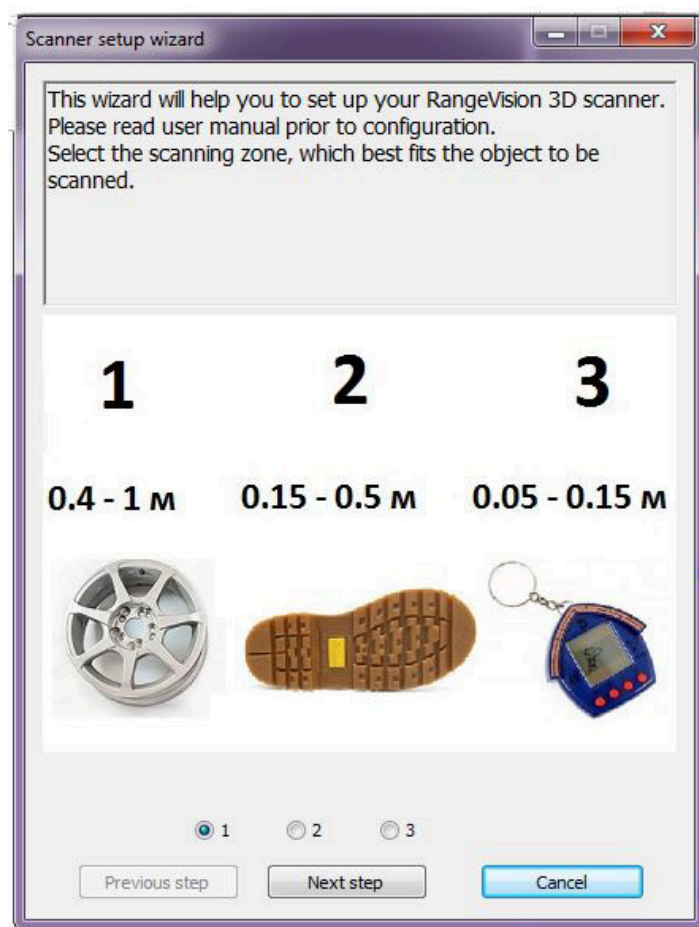 Scanner setup wizard
This wizard will help you to set up your RangeVision 3D scanner.
Please read user manual prior to configuration.
Select the scanning zone, which best fits the object to be
scanned.
1 2 3
0.4 - 1 м 0.15 - 0.5 м 0.05 - 0.15 м
1 2 3
Previous step Next step Cancel